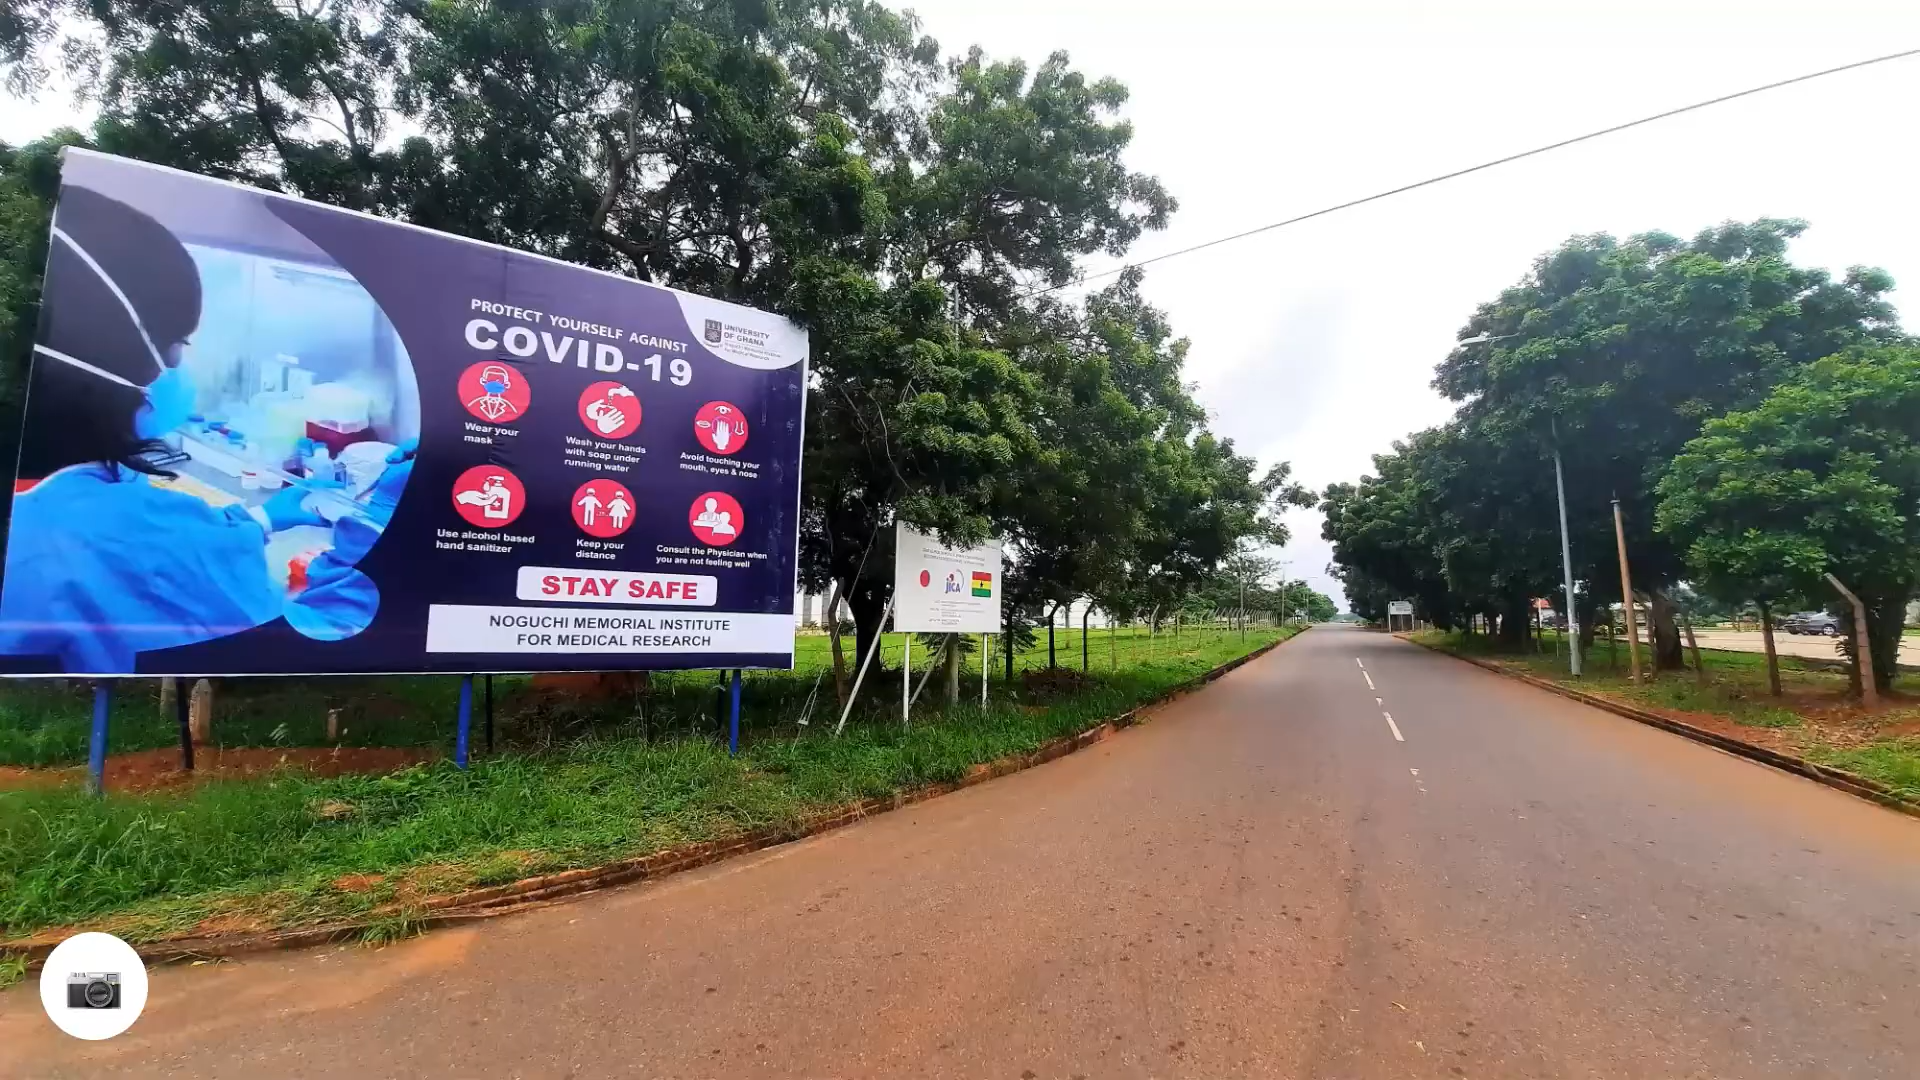 PROTECT YOURSELF AGAINST
COVID-19
UNIVERSITY
OF GHANA
Wear your
mask
Wash your hands
with soap under
running water
Avoid touching your
mouth, eyes & nose
Use alcohol based
hand sanitizer
Keep your
distance
Consult the Physician when
you are not feeling well
STAY SAFE
NOGUCHI MEMORIAL INSTITUTE
FOR MEDICAL RESEARCH
JICA